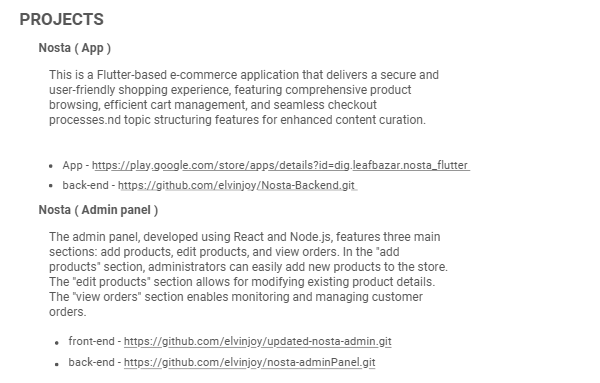 PROJECTS
Nosta ( App )
This is a Flutter-based e-commerce application that delivers a secure and
user-friendly shopping experience, featuring comprehensive product
browsing, efficient cart management, and seamless checkout
processes.nd topic structuring features for enhanced content curation.
• App - https://play.google.com/store/apps/details?id=dig.leafbazar.nosta_flutter
• back-end - https://github.com/elvinjoy/Nosta-Backend.git
Nosta ( Admin panel )
The admin panel, developed using React and Node.js, features three main
sections: add products, edit products, and view orders. In the "add
products" section, administrators can easily add new products to the store.
The "edit products" section allows for modifying existing product details.
The "view orders" section enables monitoring and managing customer
orders.
• front-end - https://github.com/elvinjoy/updated-nosta-admin.git
• back-end - https://github.com/elvinjoy/nosta-adminPanel.git